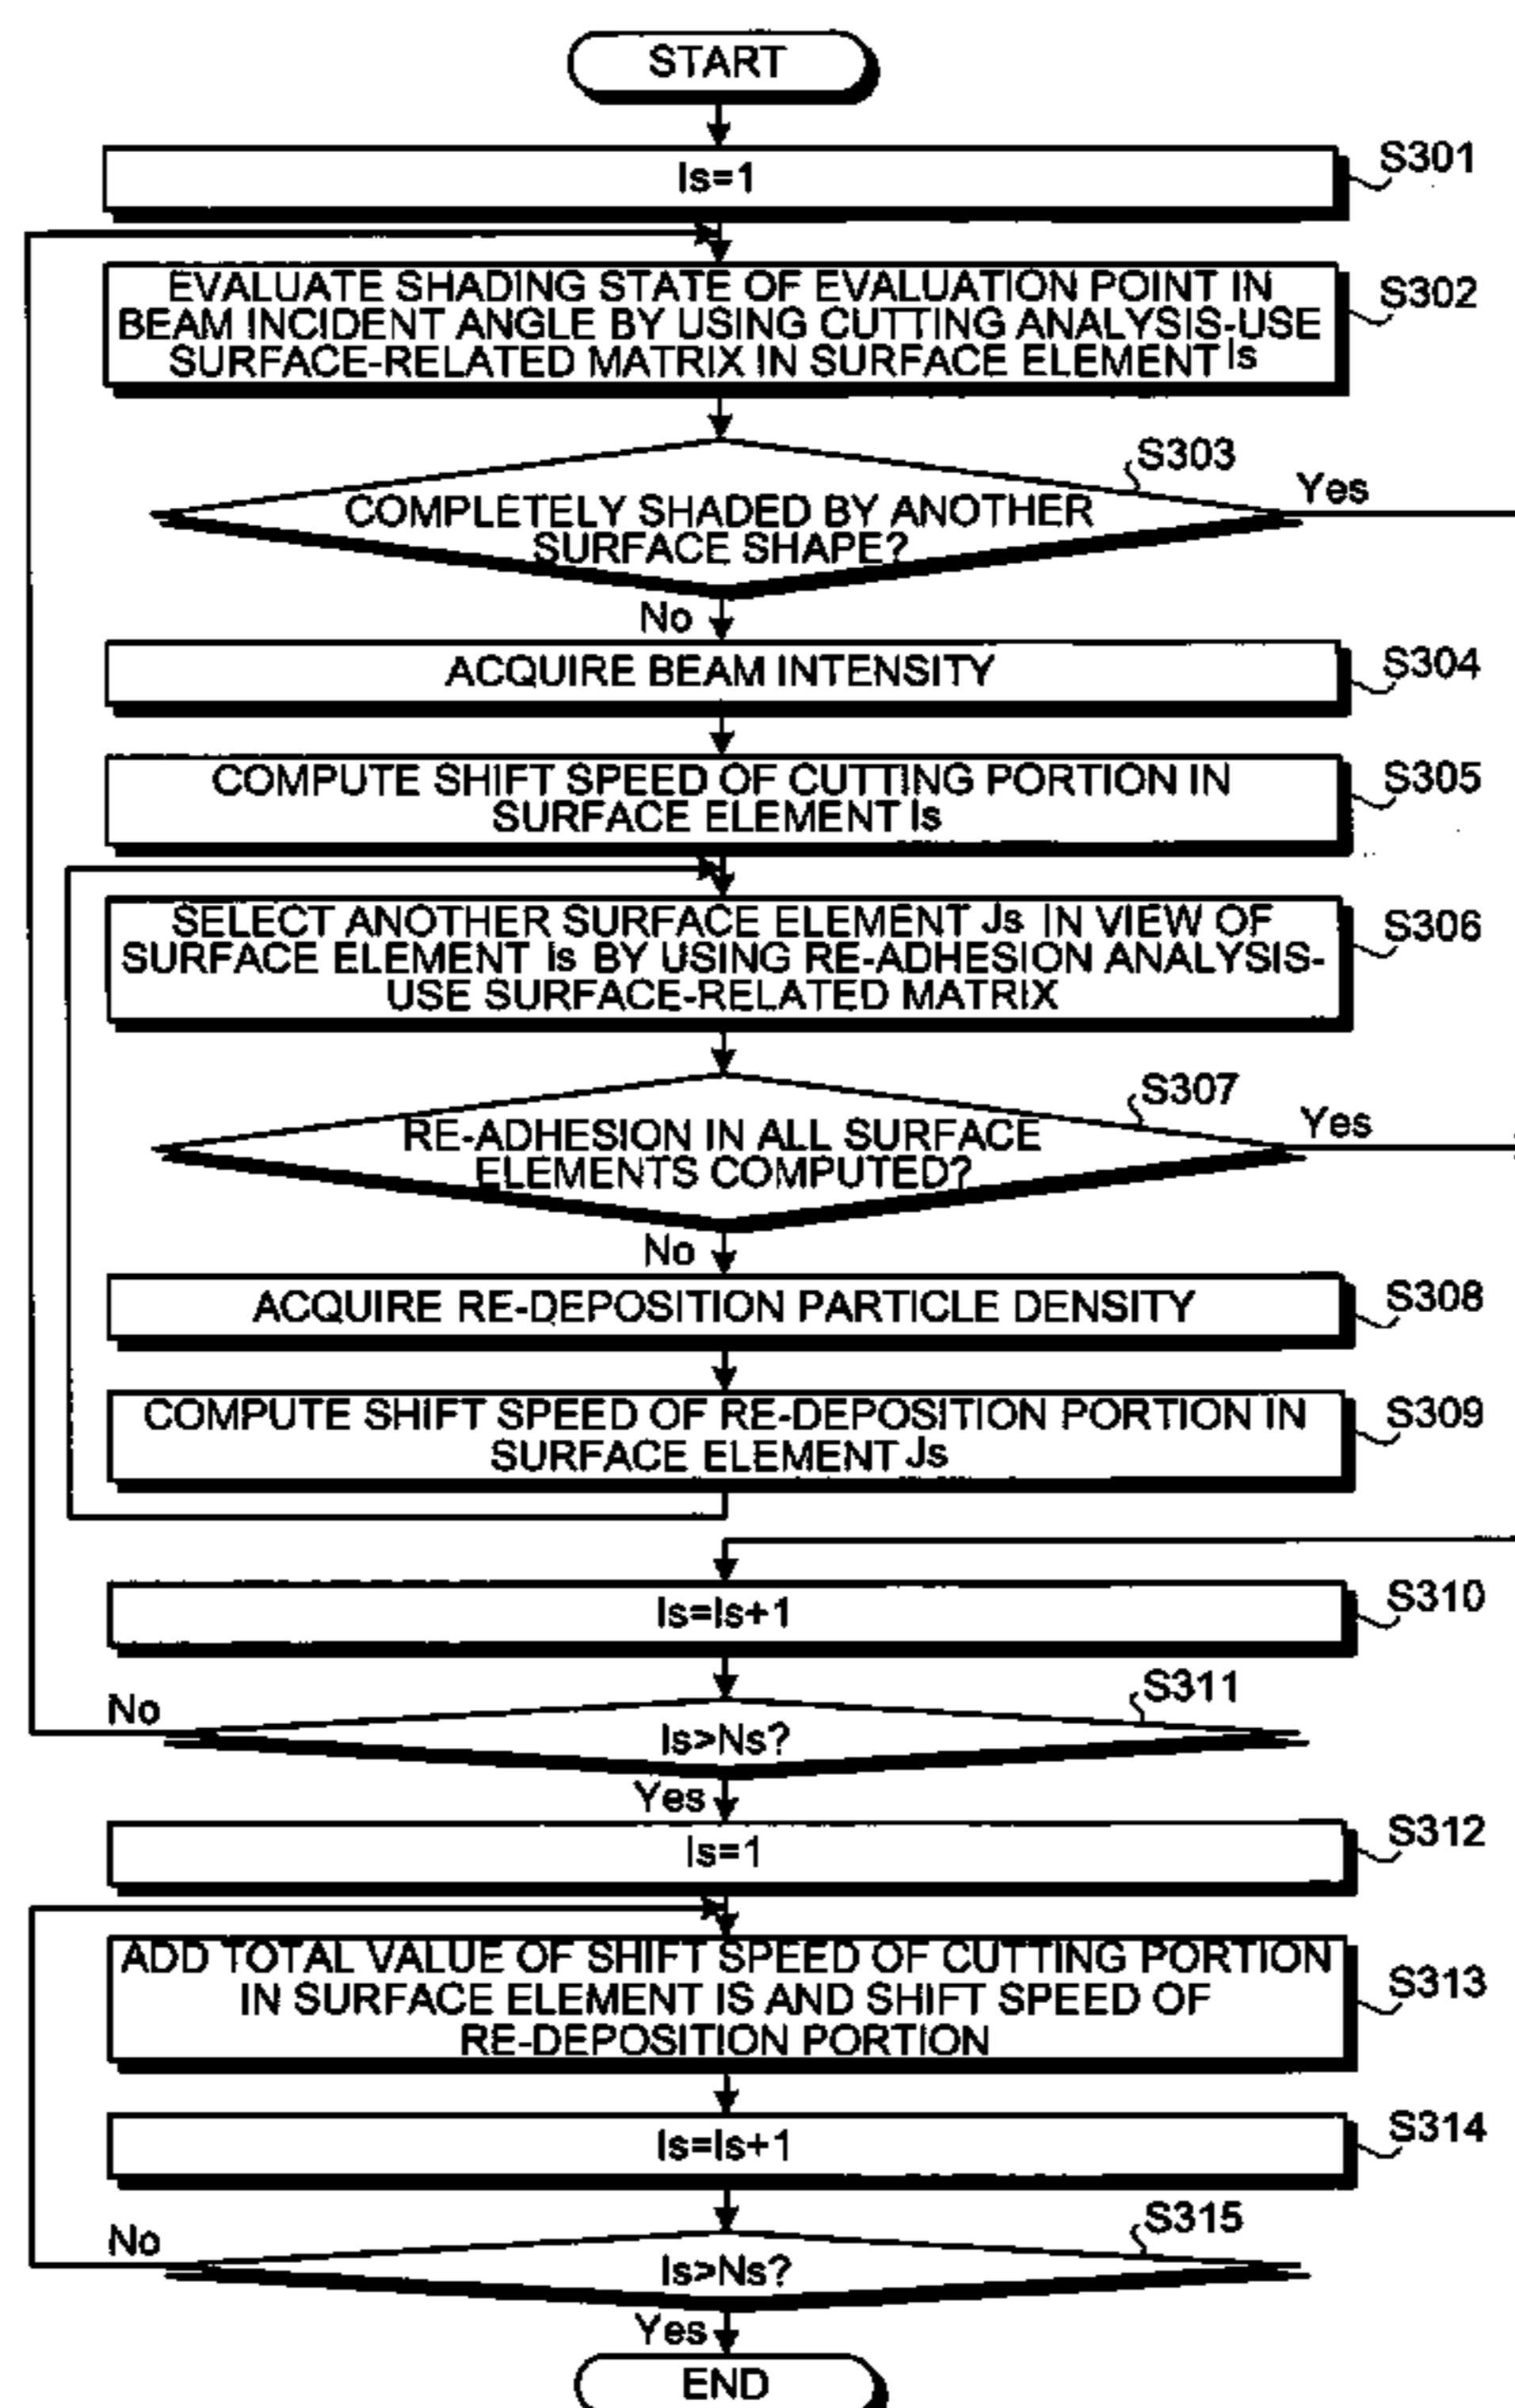 START
Is=1
S301
EVALUATE SHADING STATE OF EVALUATION POINT IN
BEAM INCIDENT ANGLE BY USING CUTTING ANALYSIS-USE
SURFACE-RELATED MATRIX IN SURFACE ELEMENT Is
S302
S303
COMPLETELY SHADED BY ANOTHER
SURFACE SHAPE?
Yes
No
ACQUIRE BEAM INTENSITY
S304
COMPUTE SHIFT SPEED OF CUTTING PORTION IN
SURFACE ELEMENT Is
S305
SELECT ANOTHER SURFACE ELEMENT Js IN VIEW OF
SURFACE ELEMENT Is BY USING RE-ADHESION ANALYSIS-
USE SURFACE-RELATED MATRIX
S306
S307
RE-ADHESION IN ALL SURFACE
ELEMENTS COMPUTED?
Yes
No
ACQUIRE RE-DEPOSITION PARTICLE DENSITY
S308
COMPUTE SHIFT SPEED OF RE-DEPOSITION PORTION IN
SURFACE ELEMENT Js
S309
Is=Is+1
S310
S311
No
Is>Ns?
Yes
Is=1
S312
ADD TOTAL VALUE OF SHIFT SPEED OF CUTTING PORTION
IN SURFACE ELEMENT IS AND SHIFT SPEED OF
RE-DEPOSITION PORTION
S313
Is=Is+1
S314
S315
No
Is>Ns?
Yes
END